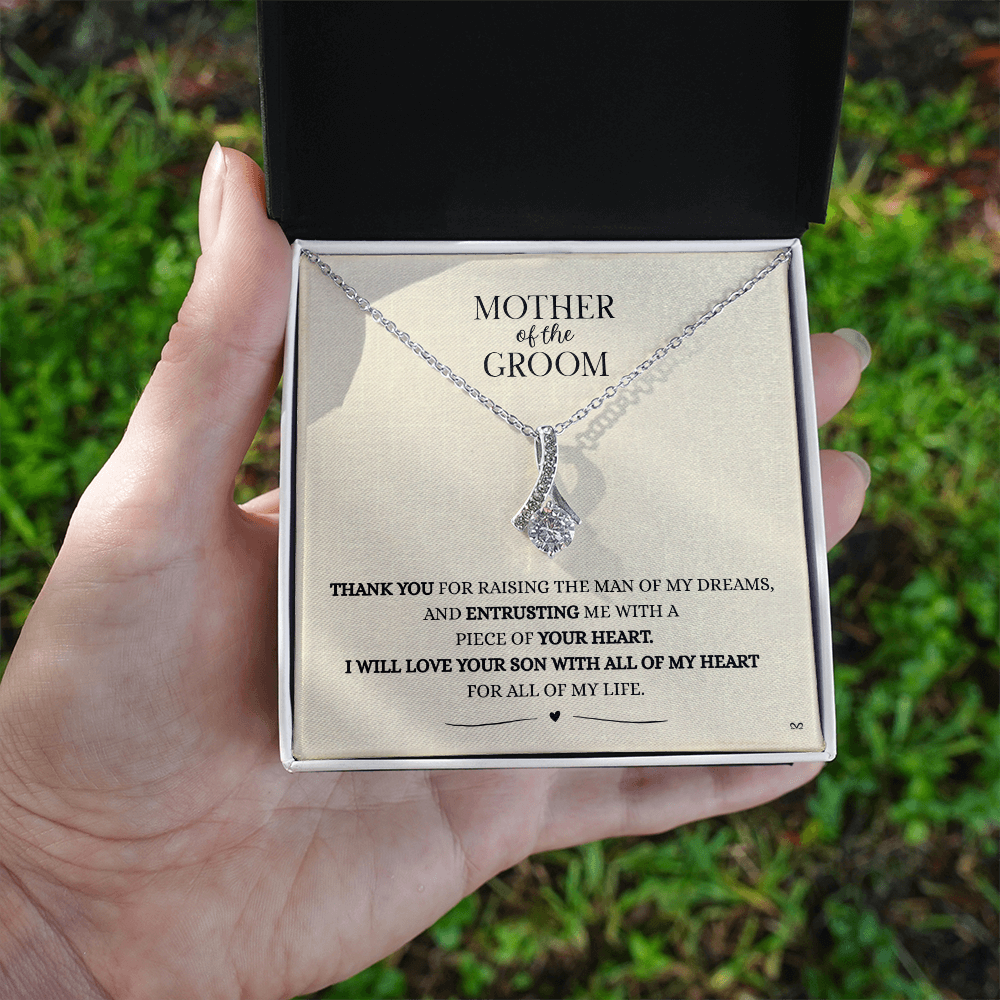 MOTHER
of the
GROOM
THANK YOU FOR RAISING THE MAN OF MY DREAMS,
AND ENTRUSTING ME WITH A
PIECE OF YOUR HEART.
I WILL LOVE YOUR SON WITH ALL OF MY HEART
FOR ALL OF MY LIFE.